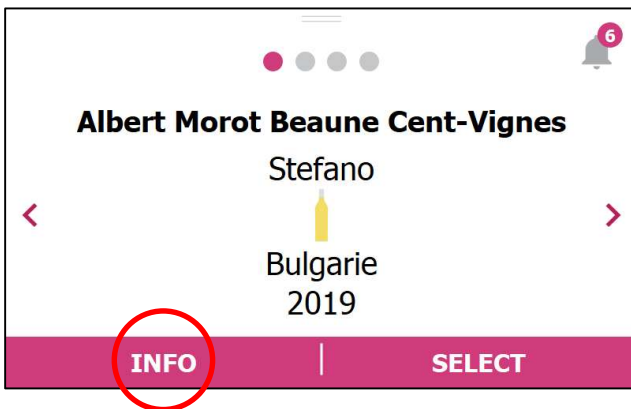 6
Albert Morot Beaune Cent-Vignes
Stefano
Bulgarie
2019
INFO | SELECT